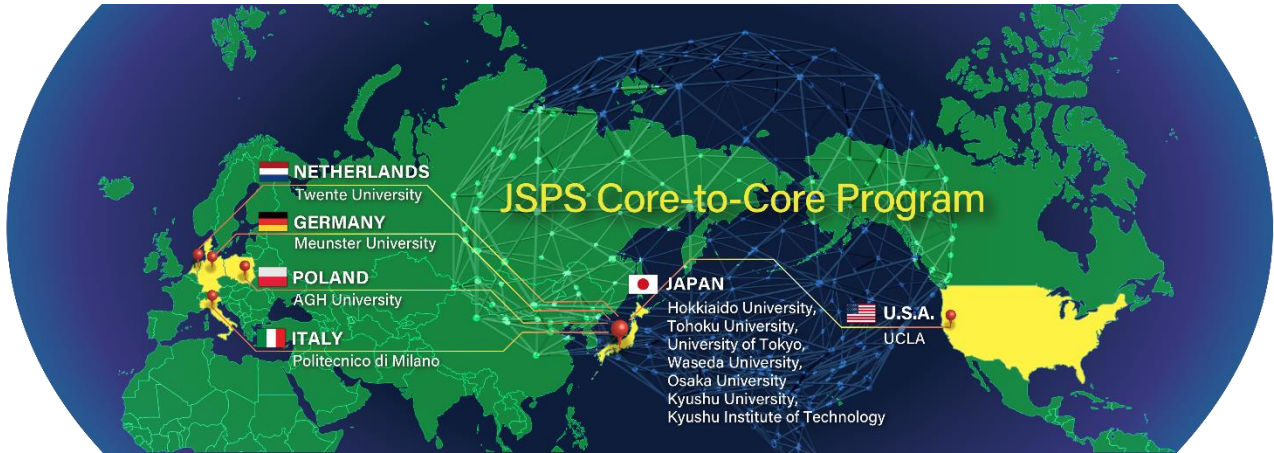 NETHERLANDS
Twente University
JSPS Core-to-Core Program
GERMANY
Meunster University
POLAND
AGH University
ITALY
Politecnico di Milano
JAPAN
Hokkaido University,
Tohoku University,
University of Tokyo,
Waseda University,
Osaka University
Kyushu University,
Kyushu Institute of Technology
U.S.A.
UCLA